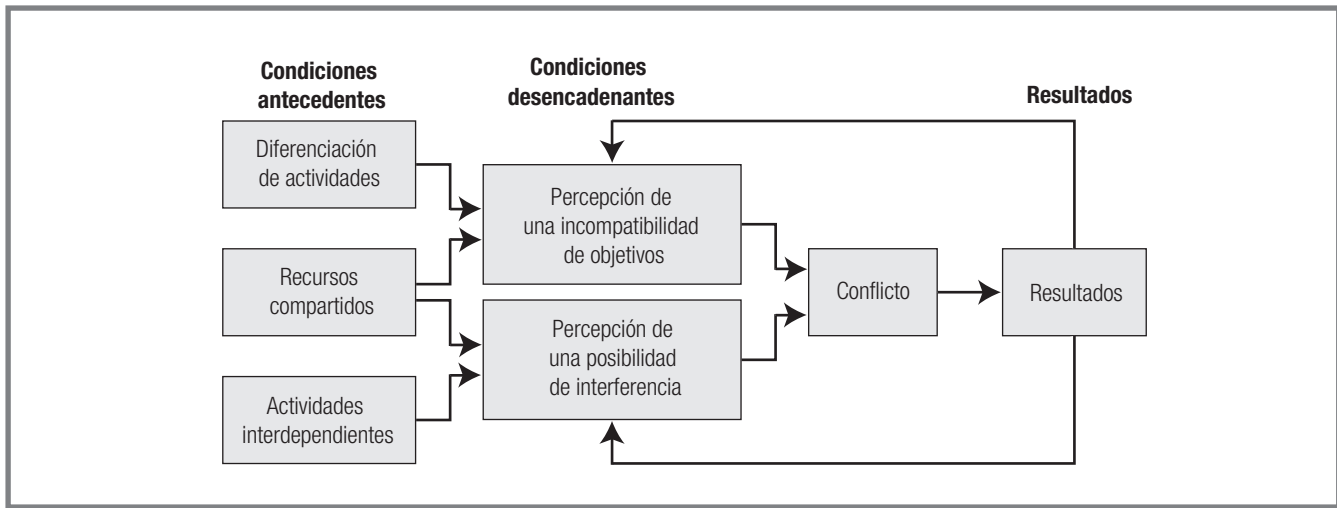 Condiciones
antecedentes
Condiciones
desencadenantes
Resultados
Diferenciación
de actividades
Recursos
compartidos
Actividades
interdependientes
Percepción de
una incompatibilidad
de objetivos
Percepción de
una posibilidad
de interferencia
Conflicto
Resultados